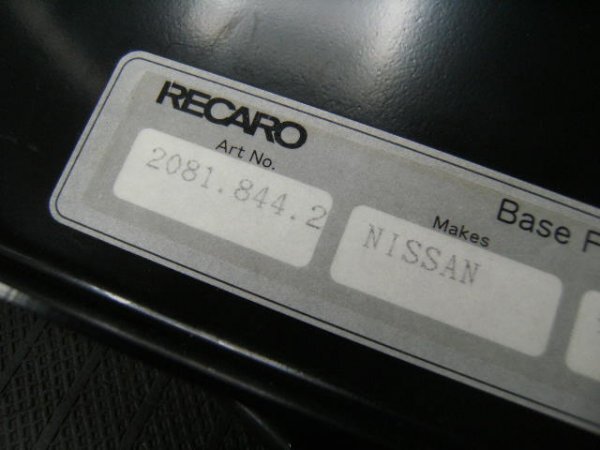 RECARO
Art No.
2081.844.2
Makes
NISSAN
Base F